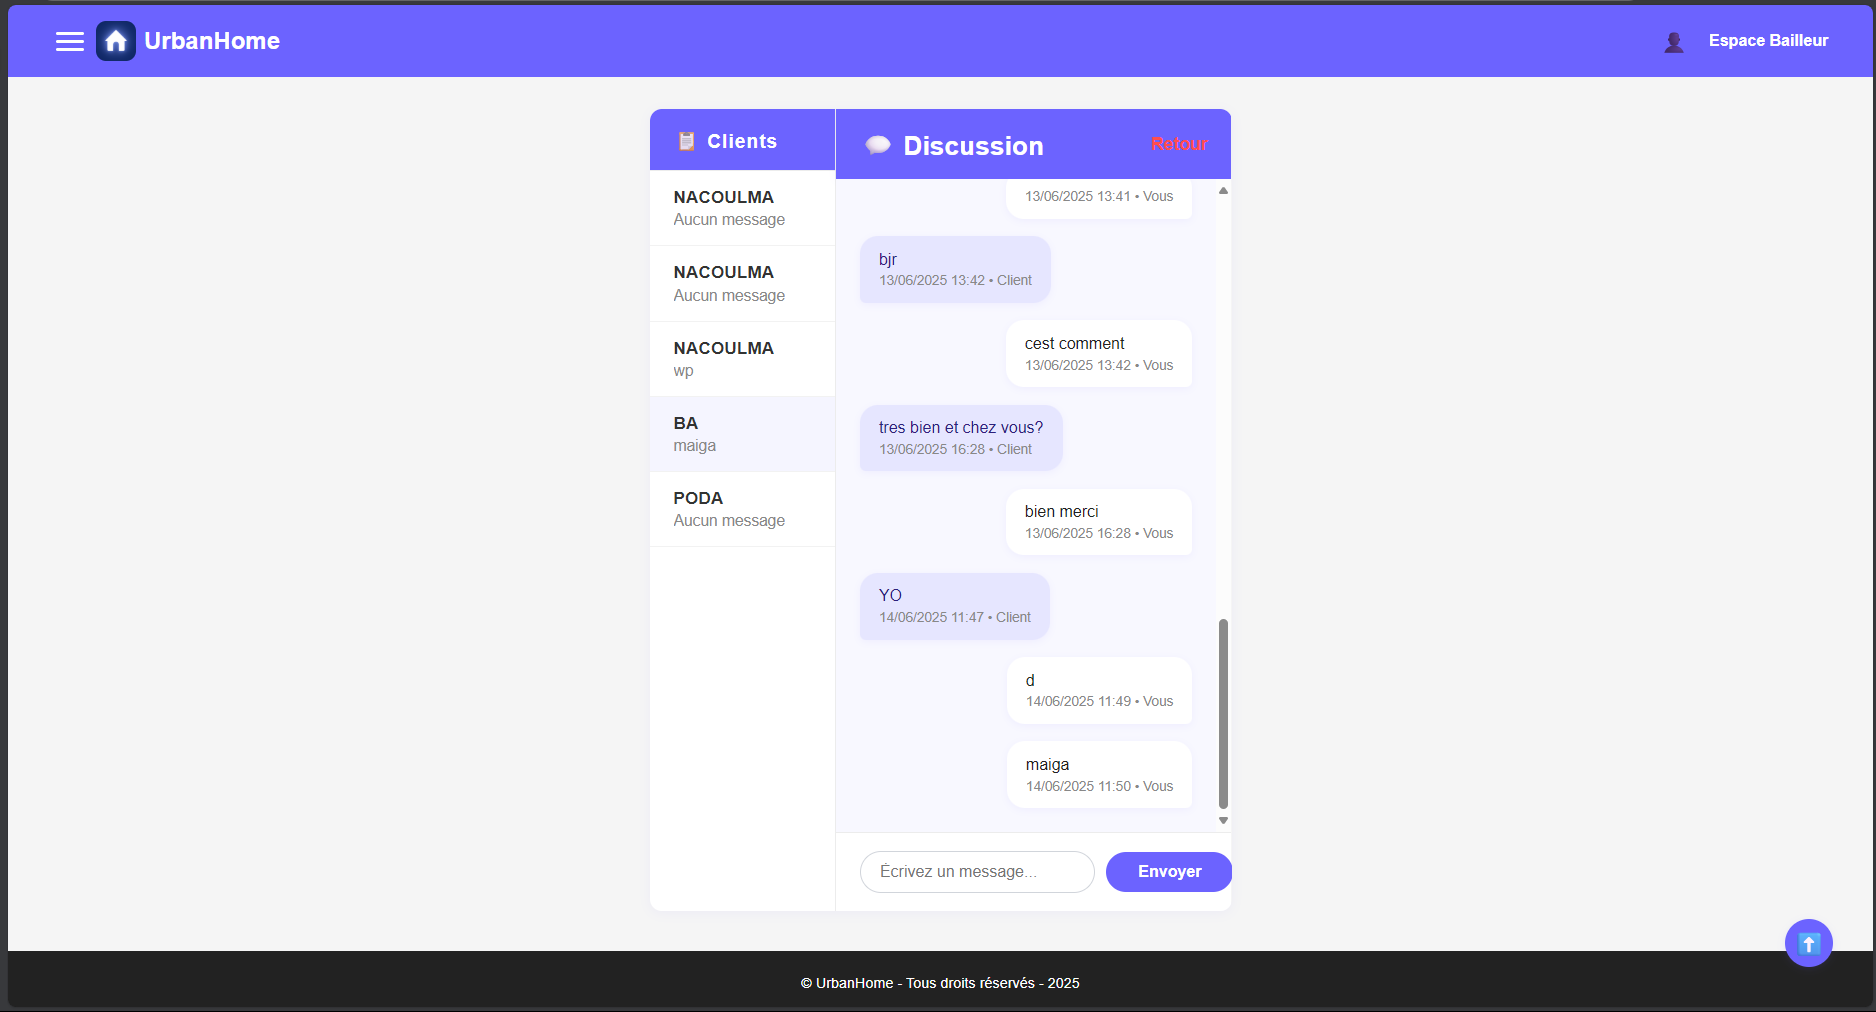 UrbanHome
Espace Bailleur
Clients
NACOULMA
Aucun message
NACOULMA
Aucun message
NACOULMA
wp
BA
maiga
PODA
Aucun message
Discussion
Retour
13/06/2025 13:41 • Vous
bjr
13/06/2025 13:42 • Client
cest comment
13/06/2025 13:42 • Vous
tres bien et chez vous?
13/06/2025 16:28 • Client
bien merci
13/06/2025 16:28 • Vous
YO
14/06/2025 11:47 • Client
d
14/06/2025 11:49 • Vous
maiga
14/06/2025 11:50 • Vous
Écrivez un message...
Envoyer
© UrbanHome - Tous droits réservés - 2025